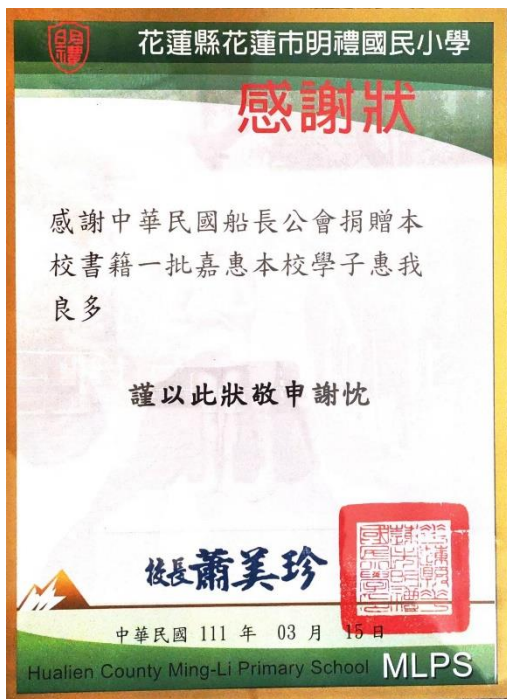 明禮
花蓮縣花蓮市明禮國民小學
感謝狀
感謝中華民國船長公會捐贈本
校書籍一批嘉惠本校學子惠我
良多
謹以此狀敬申謝忱
校長蕭美珍
中華民國 111 年 03 月 15 日
Hualien County Ming-Li Primary School MLPS